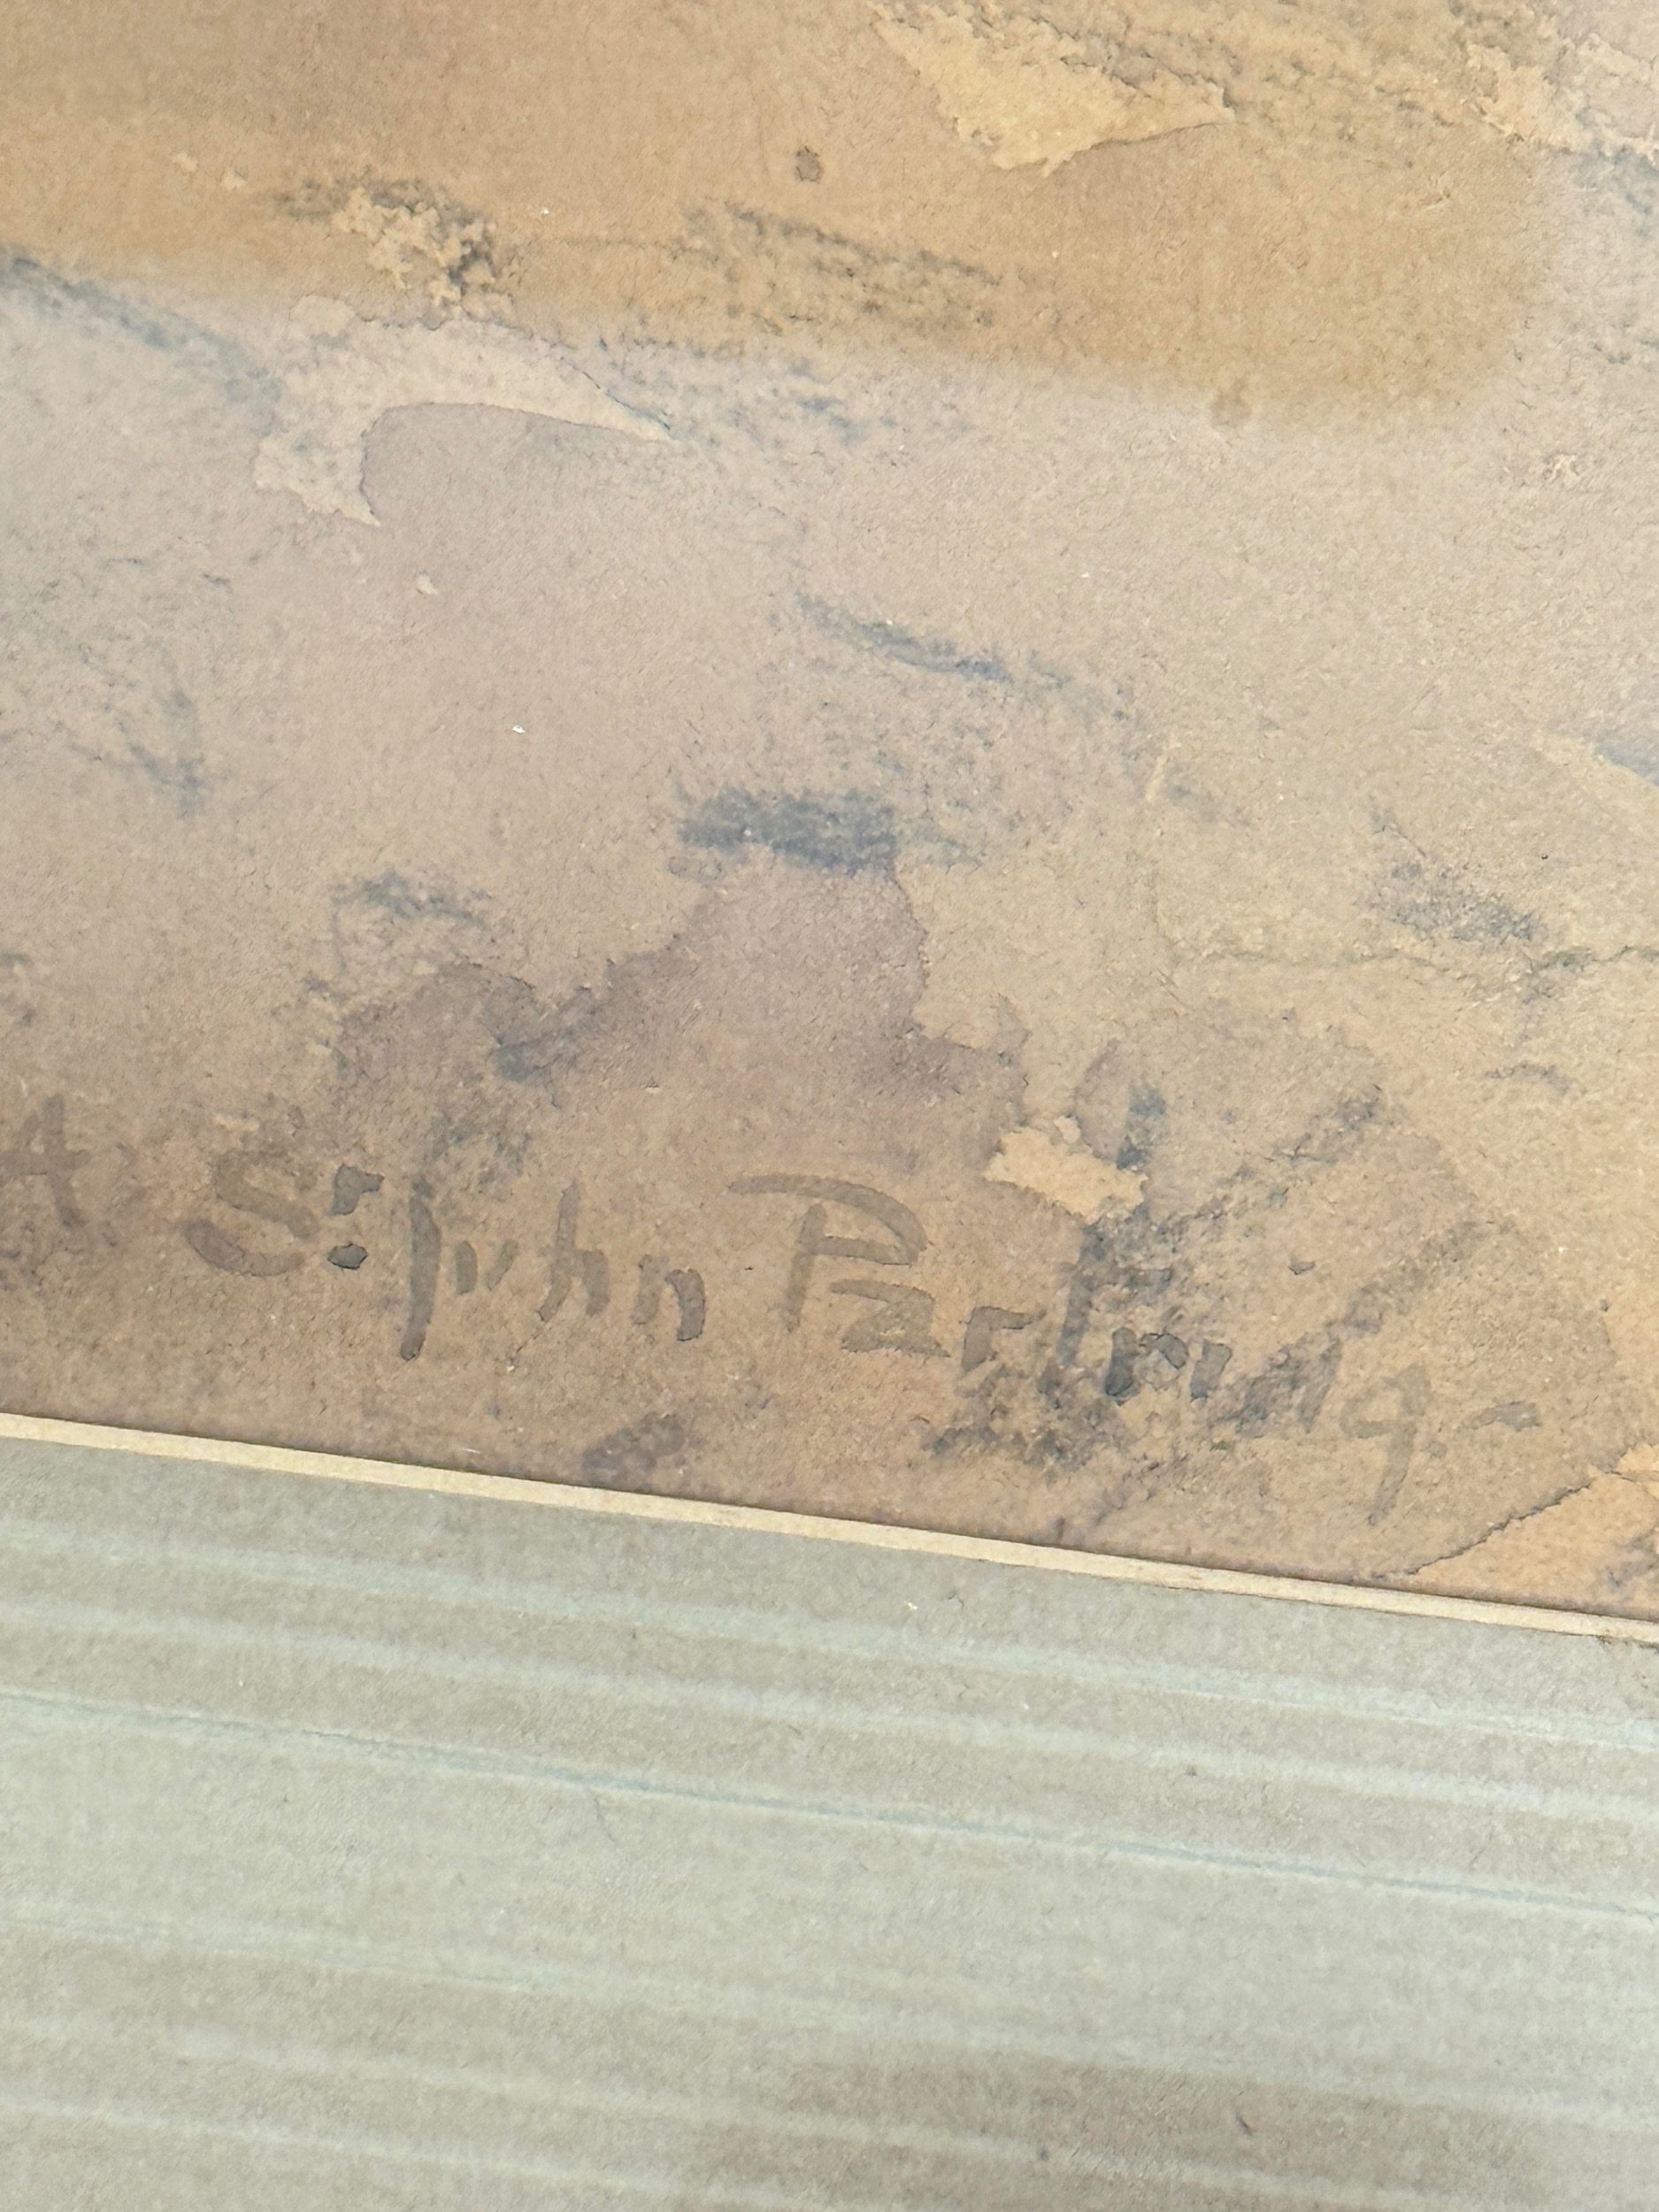 A. St John Partridge-